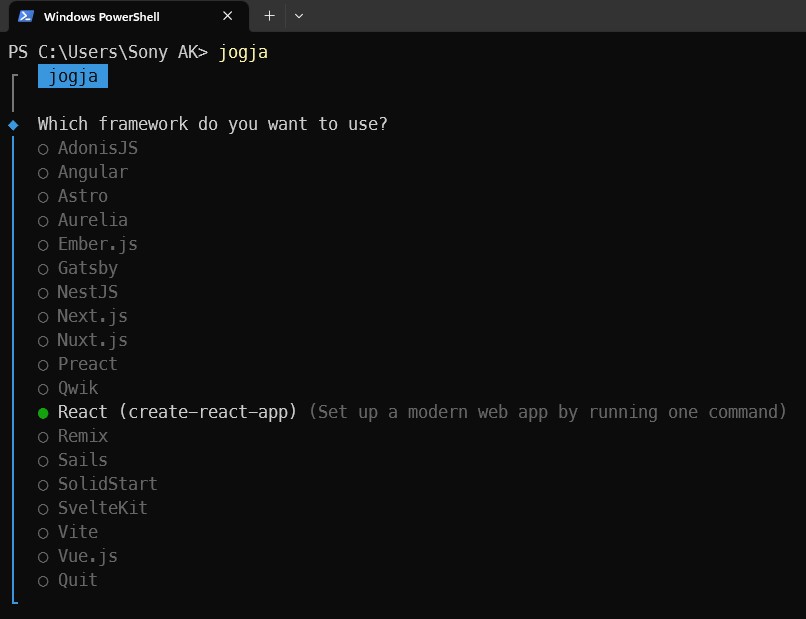 Windows PowerShell
PS C:\Users\Sony AK> jogja
jogja
Which framework do you want to use?
AdonisJS
Angular
Astro
Aurelia
Ember.js
Gatsby
NestJS
Next.js
Nuxt.js
Preact
Qwik
React (create-react-app) (Set up a modern web app by running one command)
Remix
Sails
SolidStart
SvelteKit
Vite
Vue.js
Quit